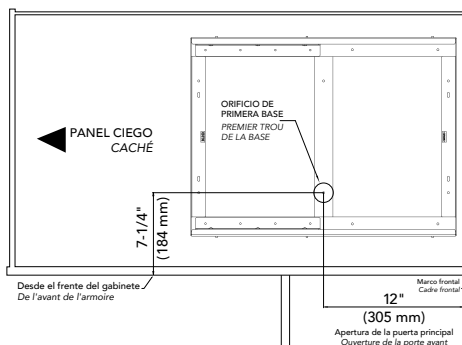 ORIFICIO DE
PRIMERA BASE
PREMIER TROU
DE LA BASE
PANEL CIEGO
CACHÉ
7-1/4"
(184 mm)
Desde el frente del gabinete
De l'avant de l'armoire
Marco frontal
Cadre frontal
12"
(305 mm)
Apertura de la puerta principal
Ouverture de la porte avant